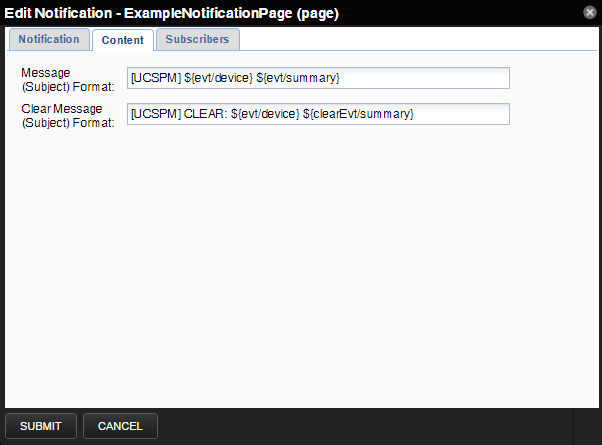 Edit Notification - ExampleNotificationPage (page)
Notification Content Subscribers
Message
(Subject) Format:
[UCSPM] ${evt/device} ${evt/summary}
Clear Message
(Subject) Format:
[UCSPM] CLEAR: ${evt/device} ${clearEvt/summary}
SUBMIT CANCEL